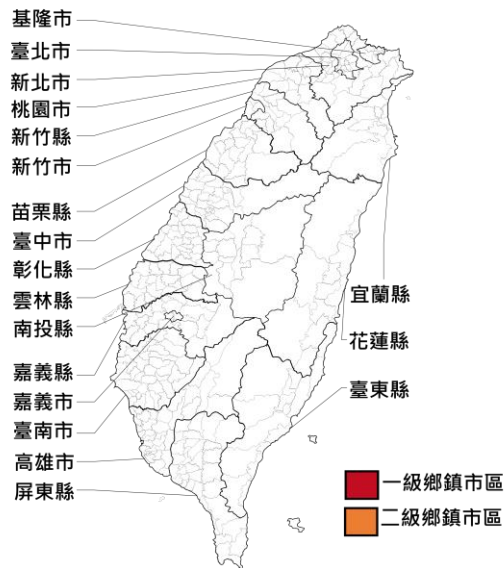 基隆市
臺北市
新北市
桃園市
新竹縣
新竹市
苗栗縣
臺中市
彰化縣
雲林縣
南投縣
嘉義縣
嘉義市
臺南市
高雄市
屏東縣
宜蘭縣
花蓮縣
臺東縣
一級鄉鎮市區
二級鄉鎮市區